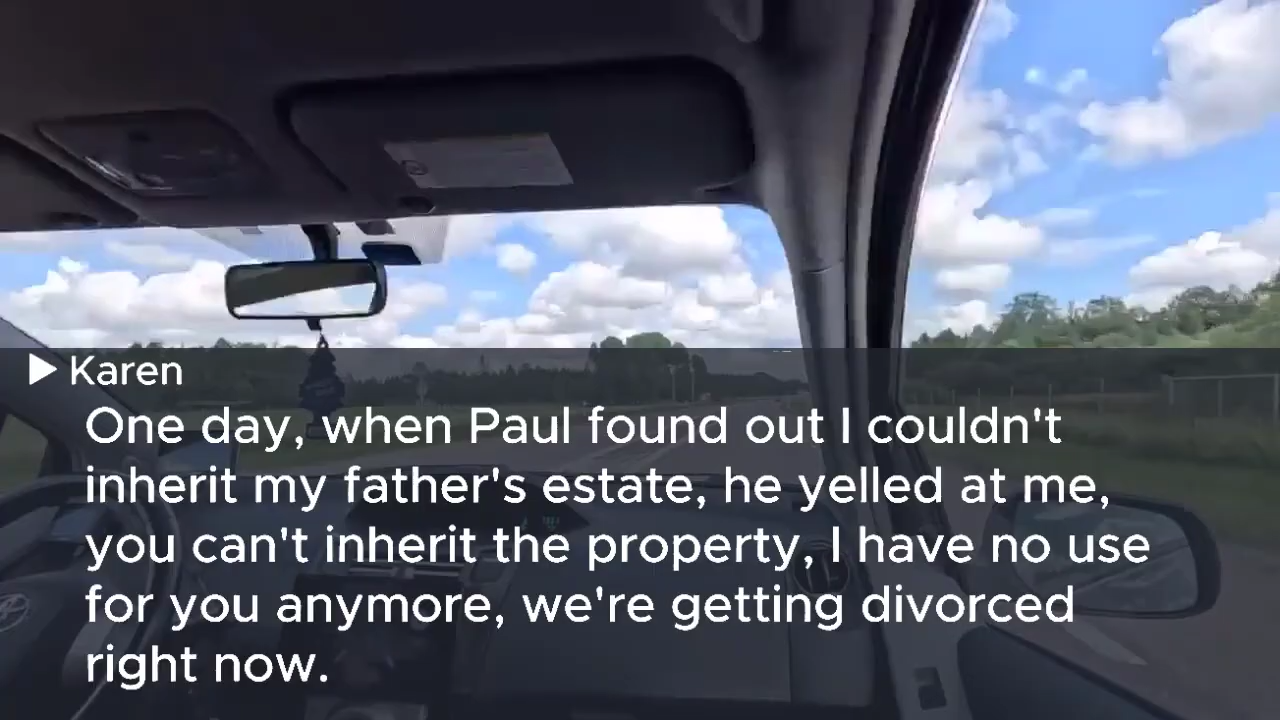 ▶ Karen
One day, when Paul found out I couldn't
inherit my father's estate, he yelled at me,
you can't inherit the property, I have no use
for you anymore, we're getting divorced
right now.